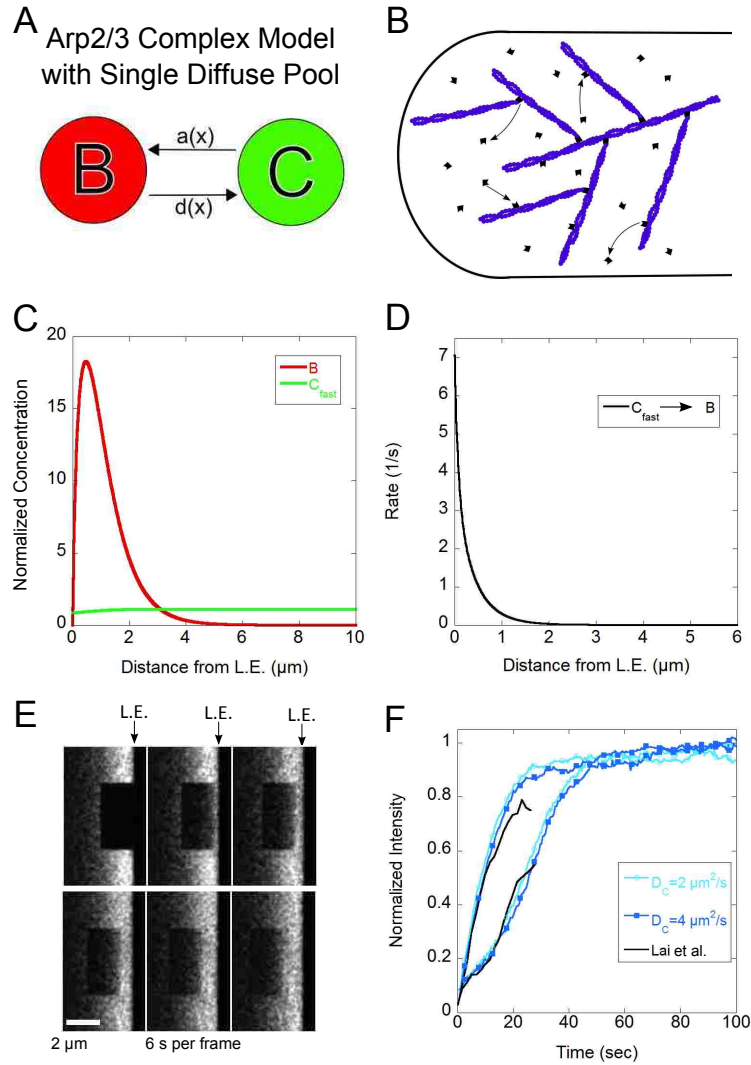 A
Arp2/3 Complex Model
with Single Diffuse Pool
B
a(x)
C
d(x)
B
C
20
15
10
5
0
0 2 4 6 8 10
Normalized Concentration
Distance from L.E. (µm)
B
C_fast
D
7
6
5
4
3
2
1
0
0 1 2 3 4 5 6
Rate (1/s)
Distance from L.E. (µm)
C_fast B
E
L.E. L.E. L.E.
2 µm 6 s per frame
F
1
0.8
0.6
0.4
0.2
0
0 20 40 60 80 100
Normalized Intensity
Time (sec)
D_C=2 µm²/s
D_C=4 µm²/s
Lai et al.